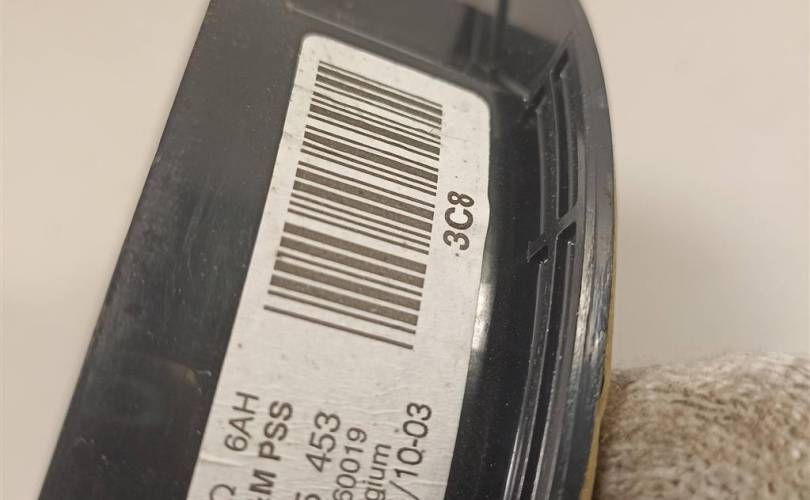 3C8
Ω 6AH
M PSS
453
60019
gium
/10-03